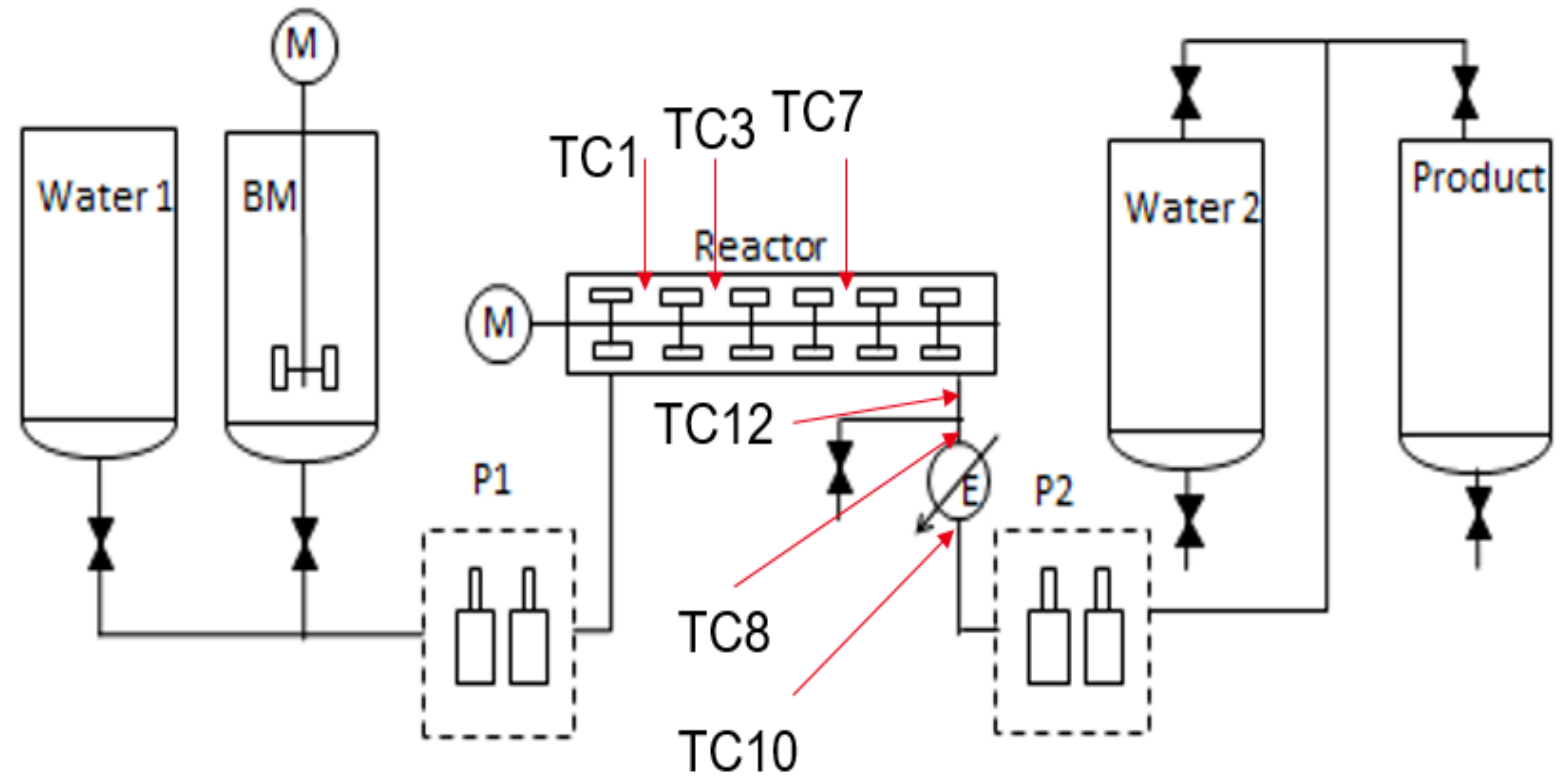 M
TC1
TC3
TC7
Water 1
BM
Reactor
Water 2
Product
M
TC12
P1
E
P2
TC8
TC10